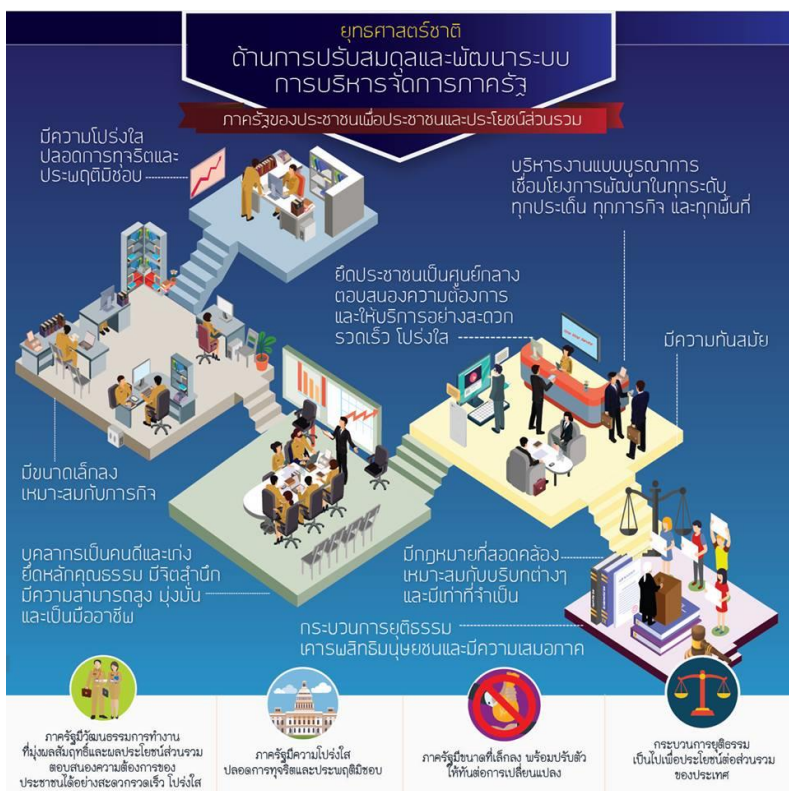 ยุทธศาสตร์ชาติ
ด้านการปรับสมดุลและพัฒนาระบบ
การบริหารจัดการภาครัฐ
ภาครัฐของประชาชนเพื่อประชาชนและประโยชน์ส่วนรวม
มีความโปร่งใส
ปลอดการทุจริตและ
ประพฤติมิชอบ
บริหารงานแบบบูรณาการ
เชื่อมโยงการพัฒนาในทุกระดับ
ทุกประเด็น ทุกภารกิจ และทุกพื้นที่
ยึดประชาชนเป็นศูนย์กลาง
ตอบสนองความต้องการ
และให้บริการอย่างสะดวก
รวดเร็ว โปร่งใส
มีความทันสมัย
มีขนาดเล็กลง
เหมาะสมกับภารกิจ
บุคลากรเป็นคนดีและเก่ง
ยึดหลักคุณธรรม มีจิตสำนึก
มีความสามารถสูง มุ่งมั่น
และเป็นมืออาชีพ
มีกฎหมายที่สอดคล้อง
เหมาะสมกับบริบทต่างๆ
และมีเท่าที่จำเป็น
กระบวนการยุติธรรม
เคารพสิทธิมนุษยชนและมีความเสมอภาค
ภาครัฐมีวัฒนธรรมการทำงาน
ที่มุ่งผลสัมฤทธิ์และผลประโยชน์ส่วนรวม
ตอบสนองความต้องการของ
ประชาชนได้อย่างสะดวกรวดเร็ว โปร่งใส
ภาครัฐมีความโปร่งใส
ปลอดการทุจริตและประพฤติมิชอบ
ภาครัฐมีขนาดที่เล็กลง พร้อมปรับตัว
ให้ทันต่อการเปลี่ยนแปลง
กระบวนการยุติธรรม
เป็นไปเพื่อประโยชน์ต่อส่วนรวม
ของประเทศ